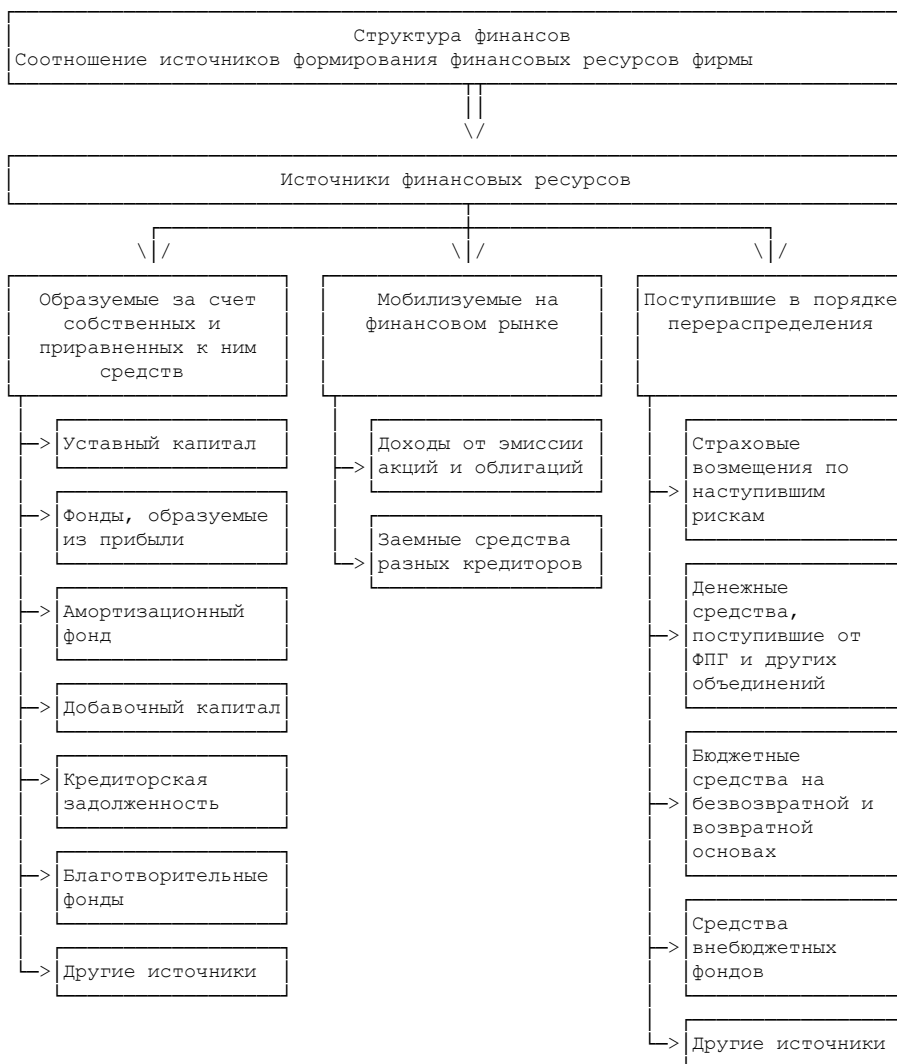 Структура финансов
Соотношение источников формирования финансовых ресурсов фирмы
Источники финансовых ресурсов
Образуемые за счет
собственных и
приравненных к ним
средств
Уставный капитал
Фонды, образуемые
из прибыли
Амортизационный
фонд
Добавочный капитал
Кредиторская
задолженность
Благотворительные
фонды
Другие источники
Мобилизуемые на
финансовом рынке
Доходы от эмиссии
акций и облигаций
Заемные средства
разных кредиторов
Поступившие в порядке
перераспределения
Страховые
возмещения по
наступившим
рискам
Денежные
средства,
поступившие от
ФПГ и других
объединений
Бюджетные
средства на
безвозвратной и
возвратной
основах
Средства
внебюджетных
фондов
Другие источники